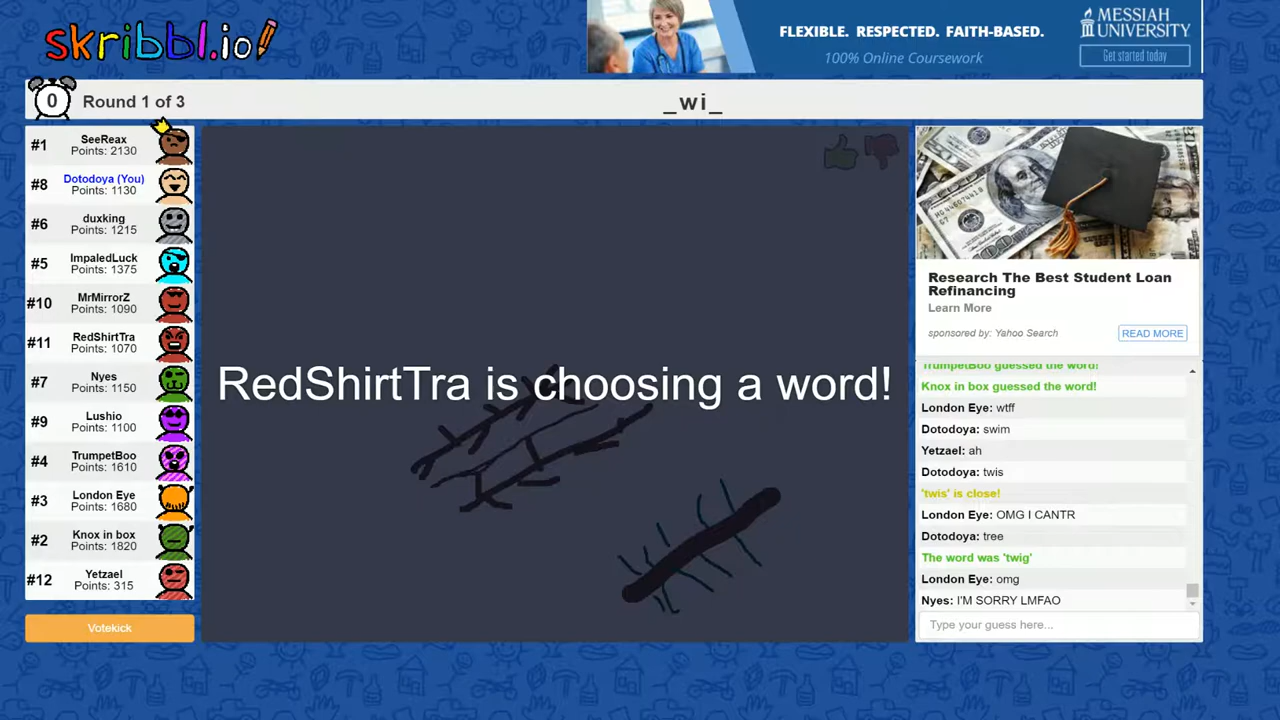 skribbl.io
FLEXIBLE. RESPECTED. FAITH-BASED.
100% Online Coursework
MESSIAH
UNIVERSITY
Get started today
0
Round 1 of 3
_wi_
#1
SeeReax
Points: 2130
#8
Dotodoya (You)
Points: 1130
#6
duxking
Points: 1215
#5
ImpaledLuck
Points: 1375
#10
MrMirrorZ
Points: 1090
#11
RedShirtTra
Points: 1070
#7
Nyes
Points: 1150
#9
Lushio
Points: 1100
#4
TrumpetBoo
Points: 1610
#3
London Eye
Points: 1680
#2
Knox in box
Points: 1820
#12
Yetzael
Points: 315
Votekick
RedShirtTra is choosing a word!
Research The Best Student Loan
Refinancing
Learn More
sponsored by: Yahoo Search
READ MORE
TrumpetBoo guessed the word!
Knox in box guessed the word!
London Eye: wtff
Dotodoya: swim
Yetzael: ah
Dotodoya: twis
'twis' is close!
London Eye: OMG I CANTR
Dotodoya: tree
The word was 'twig'
London Eye: omg
Nyes: I'M SORRY LMFAO
Type your guess here...